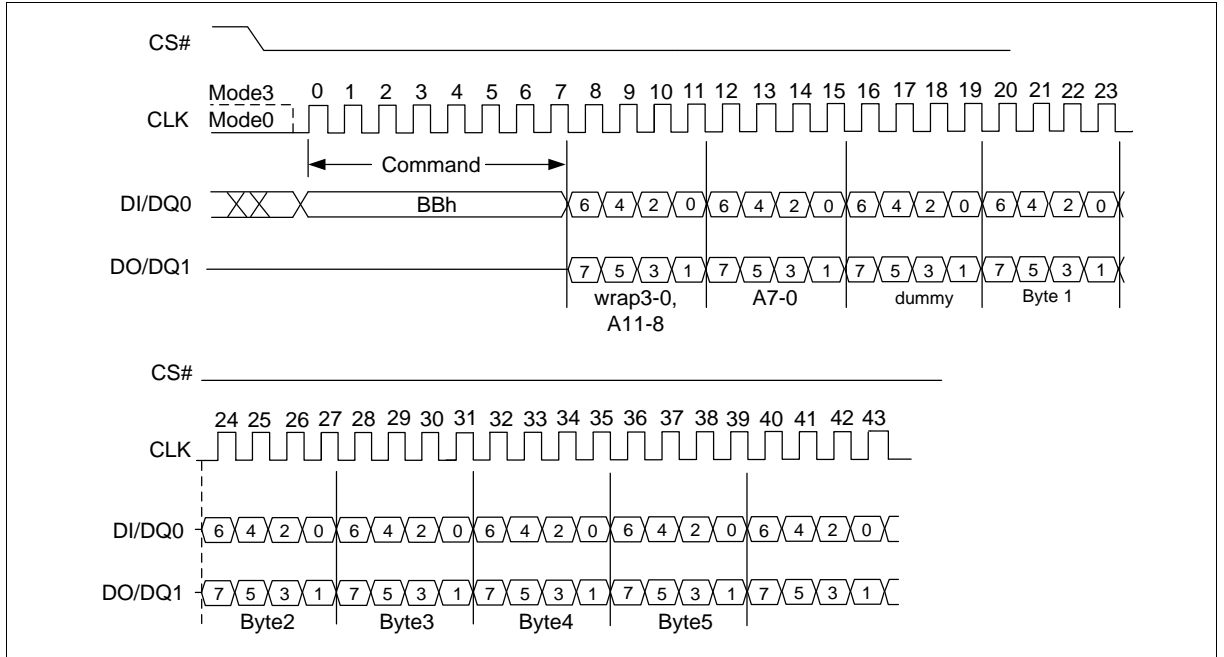 CS#
Mode3 0 1 2 3 4 5 6 7 8 9 10 11 12 13 14 15 16 17 18 19 20 21 22 23
CLK Mode0
Command
DI/DQ0 BBh 6 4 2 0 6 4 2 0 6 4 2 0 6 4 2 0
DO/DQ1 7 5 3 1 7 5 3 1 7 5 3 1 7 5 3 1
wrap3-0, A7-0 dummy Byte 1
A11-8
CS#
24 25 26 27 28 29 30 31 32 33 34 35 36 37 38 39 40 41 42 43
CLK
DI/DQ0 6 4 2 0 6 4 2 0 6 4 2 0 6 4 2 0 6 4 2 0
DO/DQ1 7 5 3 1 7 5 3 1 7 5 3 1 7 5 3 1 7 5 3 1
Byte2 Byte3 Byte4 Byte5